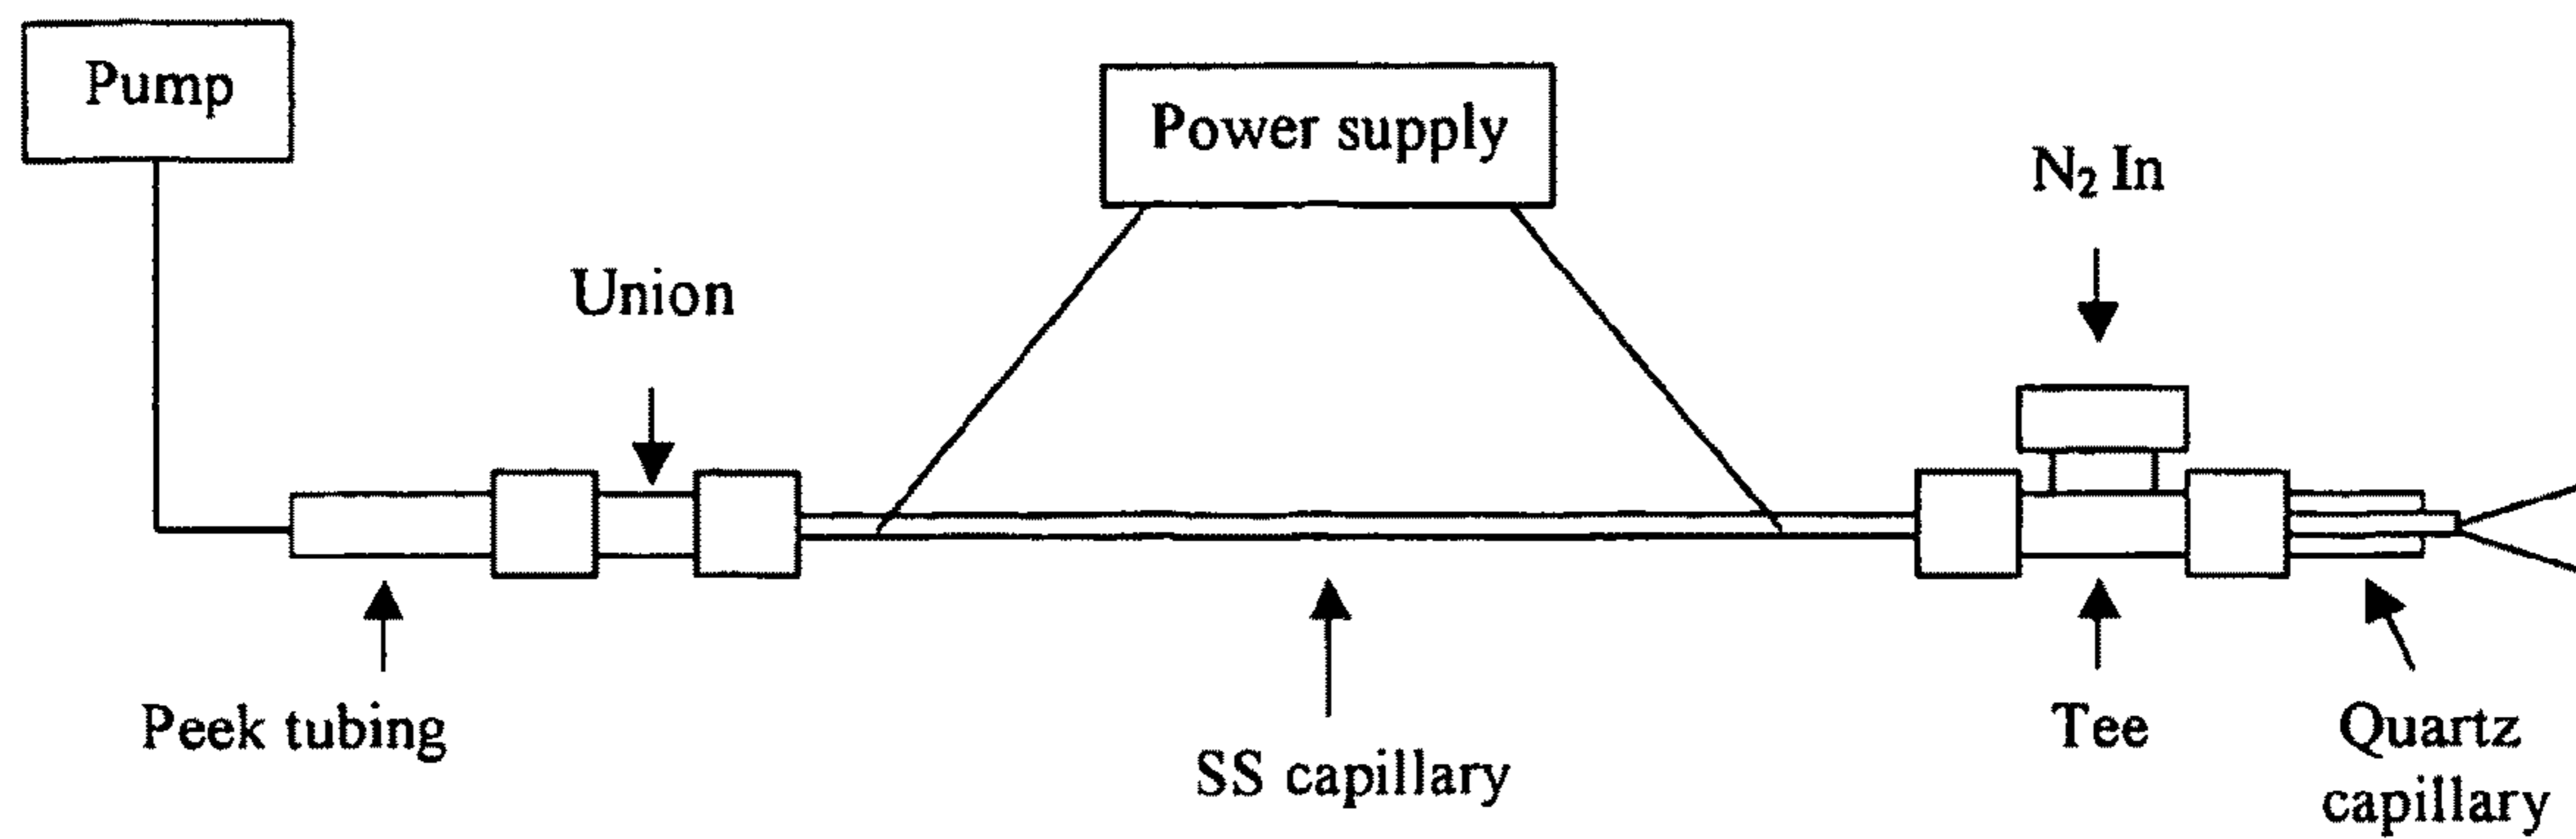 Pump
Power supply
N₂ In
Union
Peek tubing
SS capillary
Tee
Quartz
capillary